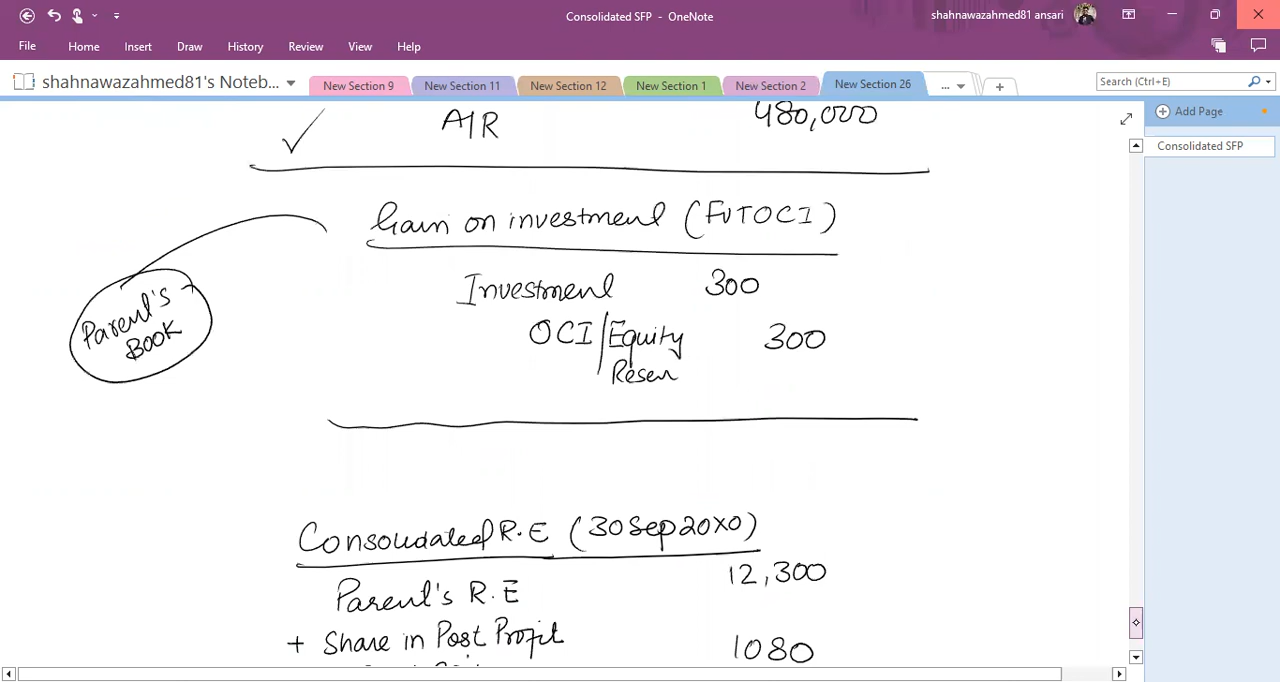 Consolidated SFP - OneNote
shahnawazahmed81 ansari
File Home Insert Draw History Review View Help
shahnawazahmed81's Noteb...
New Section 9
New Section 11
New Section 12
New Section 1
New Section 2
New Section 26
...
Search (Ctrl+E)
Add Page
Consolidated SFP
A/R 480,000
Gain on investment (FVTOCI)
Investment 300
OCI/Equity 300
Reserv
Parent's
BOOK
Consolidated R.E (30 Sep 20X0)
Parent's R.E 12,300
+ Share in Post Profit 1080